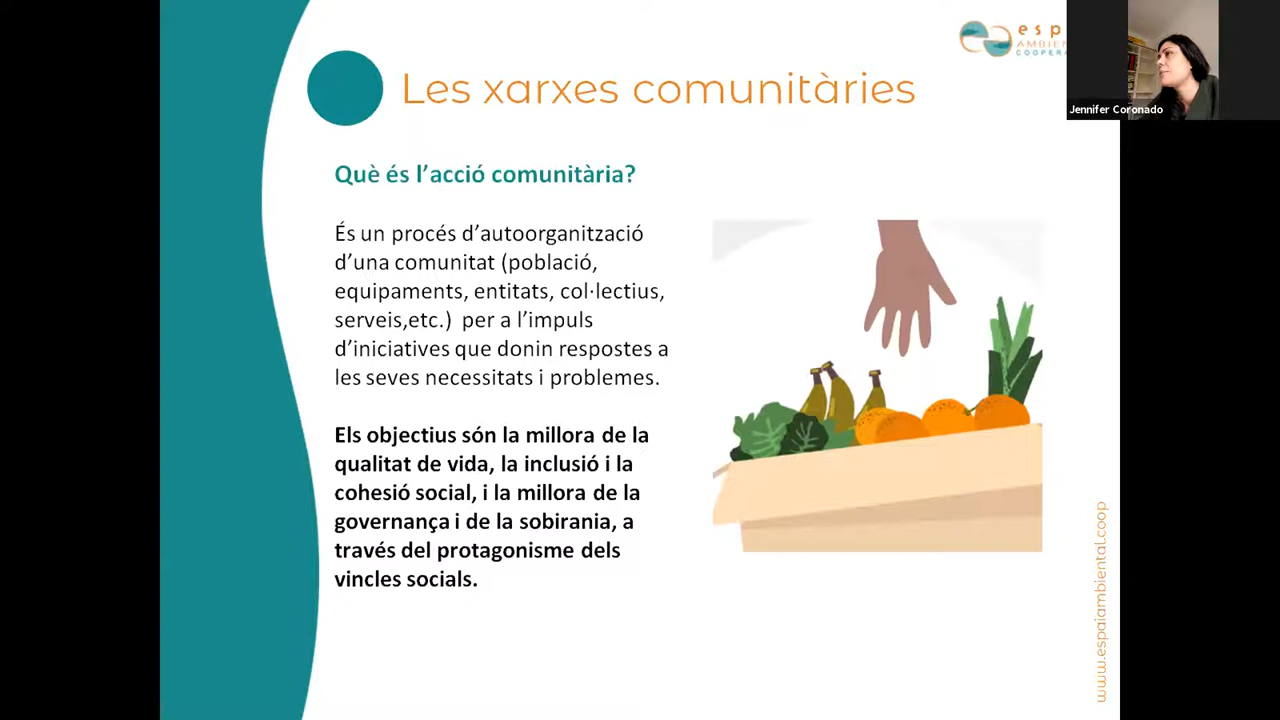 esp
AMBIEN
COOPERA
Jennifer Coronado
Les xarxes comunitàries
Què és l’acció comunitària?
És un procés d’autoorganització
d’una comunitat (població,
equipaments, entitats, col·lectius,
serveis,etc.) per a l’impuls
d’iniciatives que donin respostes a
les seves necessitats i problemes.
Els objectius són la millora de la
qualitat de vida, la inclusió i la
cohesió social, i la millora de la
governança i de la sobirania, a
través del protagonisme dels
vincles socials.
www.espaiambiental.coop